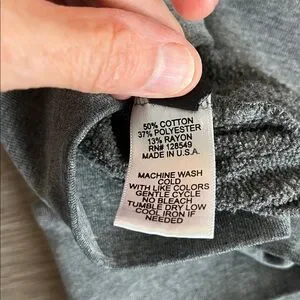 50% COTTON
37% POLYESTER
13% RAYON
RN# 128549
MADE IN U.S.A.
MACHINE WASH
COLD
WITH LIKE COLORS
GENTLE CYCLE
NO BLEACH
TUMBLE DRY LOW
COOL IRON IF
NEEDED